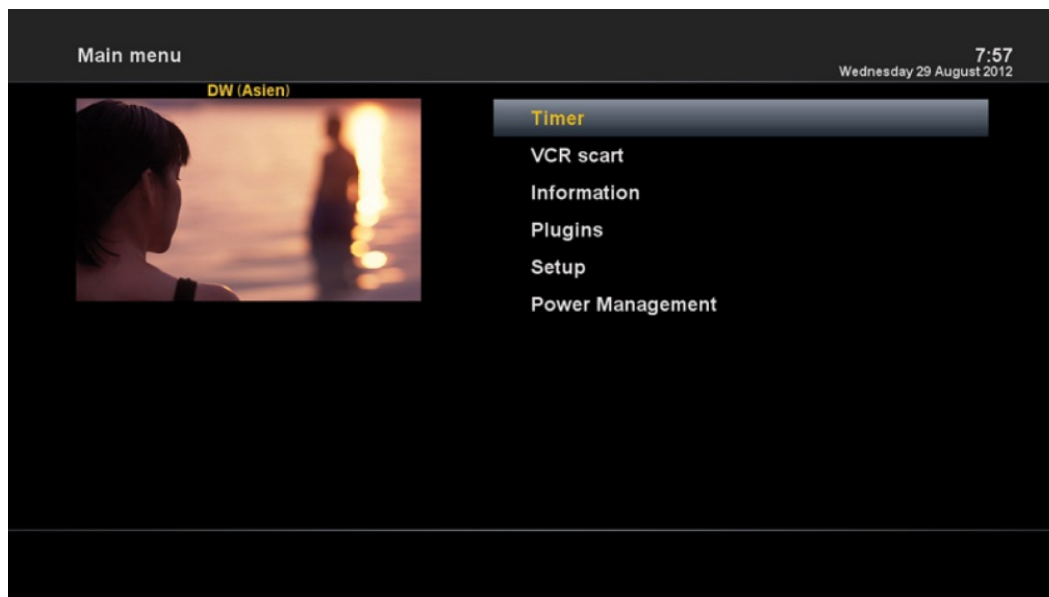 Main menu
7:57
Wednesday 29 August 2012
DW (Asien)
Timer
VCR scart
Information
Plugins
Setup
Power Management